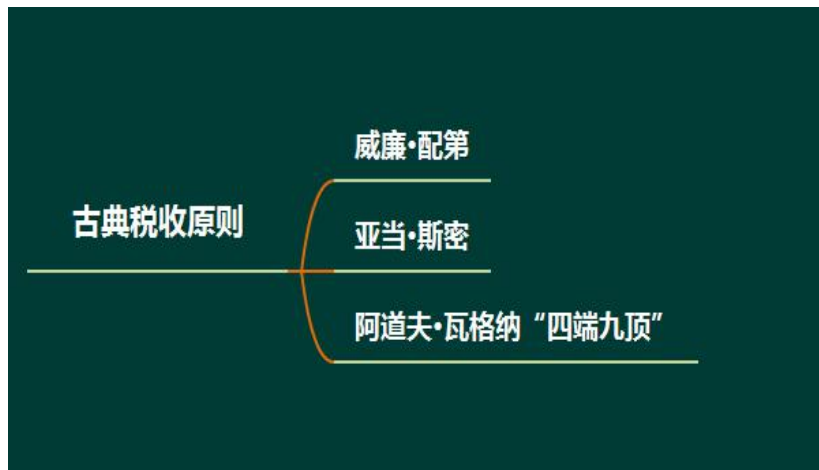 威廉•配第
古典税收原则
亚当•斯密
阿道夫•瓦格纳“四端九顶”